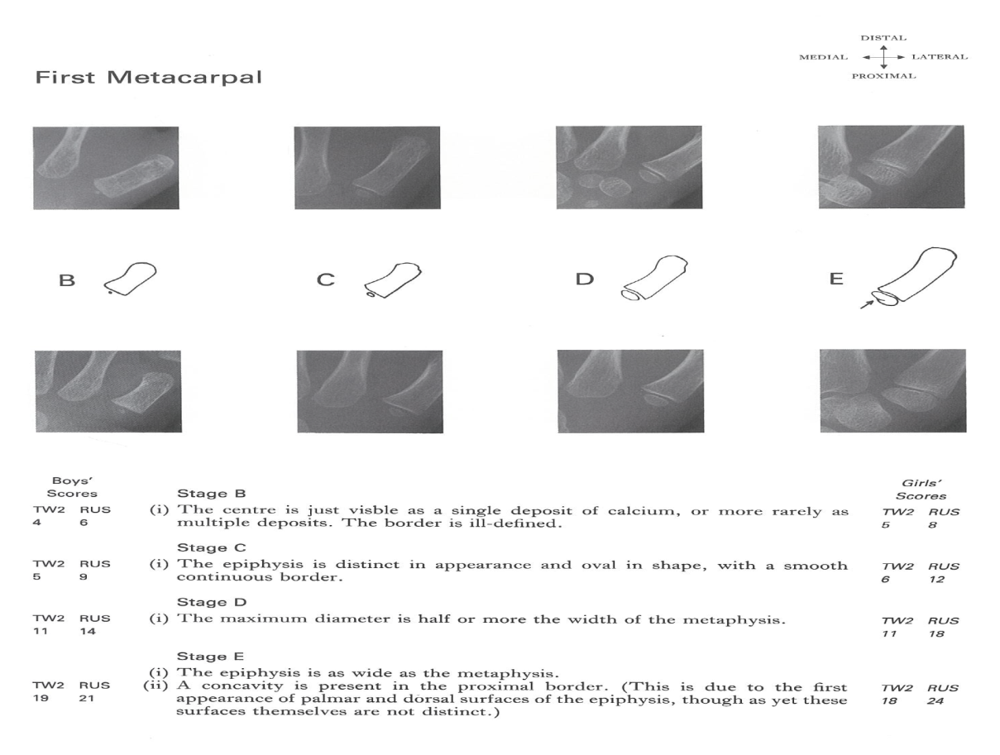 DISTAL
MEDIAL LATERAL
PROXIMAL
First Metacarpal
B C D E
Boys'
Scores
Girls'
Scores
Stage B
TW2 RUS
4 6
(i) The centre is just visble as a single deposit of calcium, or more rarely as
multiple deposits. The border is ill-defined.
TW2 RUS
5 8
Stage C
TW2 RUS
5 9
(i) The epiphysis is distinct in appearance and oval in shape, with a smooth
continuous border.
TW2 RUS
6 12
Stage D
TW2 RUS
11 14
(i) The maximum diameter is half or more the width of the metaphysis.
TW2 RUS
11 18
Stage E
(i) The epiphysis is as wide as the metaphysis.
TW2 RUS
19 21
(ii) A concavity is present in the proximal border. (This is due to the first
appearance of palmar and dorsal surfaces of the epiphysis, though as yet these
surfaces themselves are not distinct.)
TW2 RUS
18 24